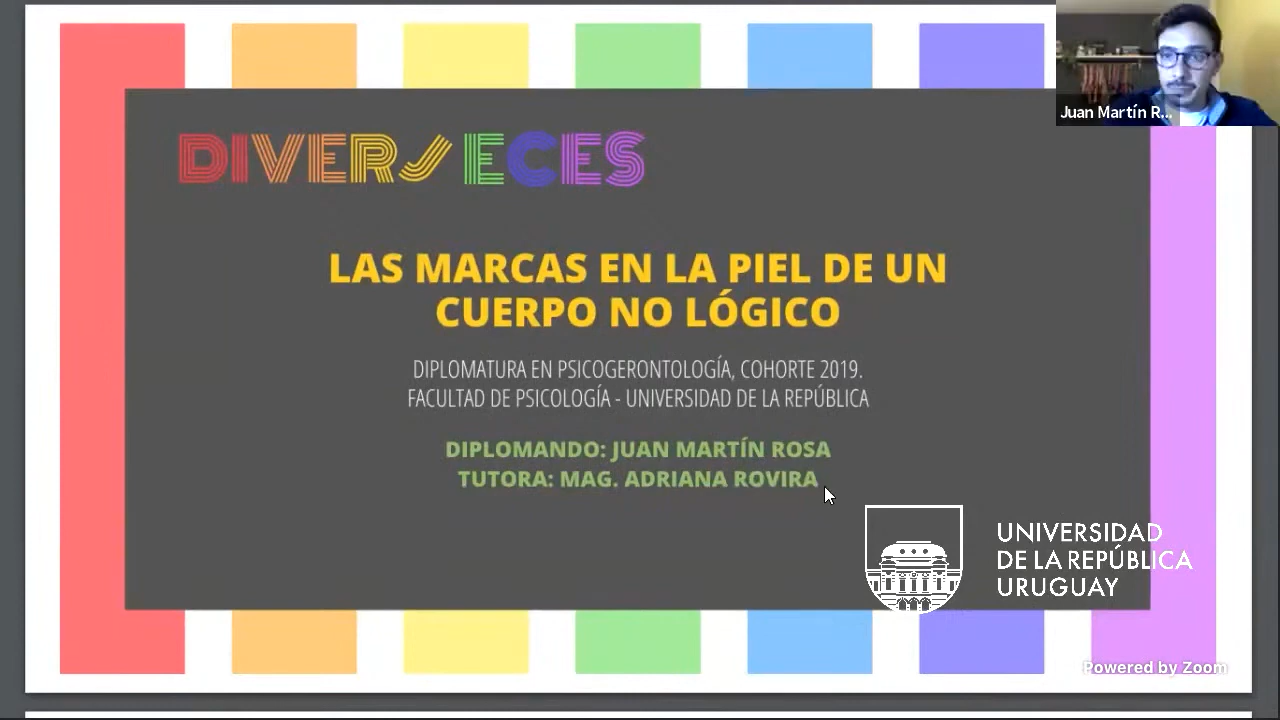 Juan Martín R...
DIVERSECES
LAS MARCAS EN LA PIEL DE UN
CUERPO NO LÓGICO
DIPLOMATURA EN PSICOGERONTOLOGÍA, COHORTE 2019.
FACULTAD DE PSICOLOGÍA - UNIVERSIDAD DE LA REPÚBLICA
DIPLOMANDO: JUAN MARTÍN ROSA
TUTORA: MAG. ADRIANA ROVIRA
UNIVERSIDAD
DE LA REPÚBLICA
URUGUAY
Powered by Zoom